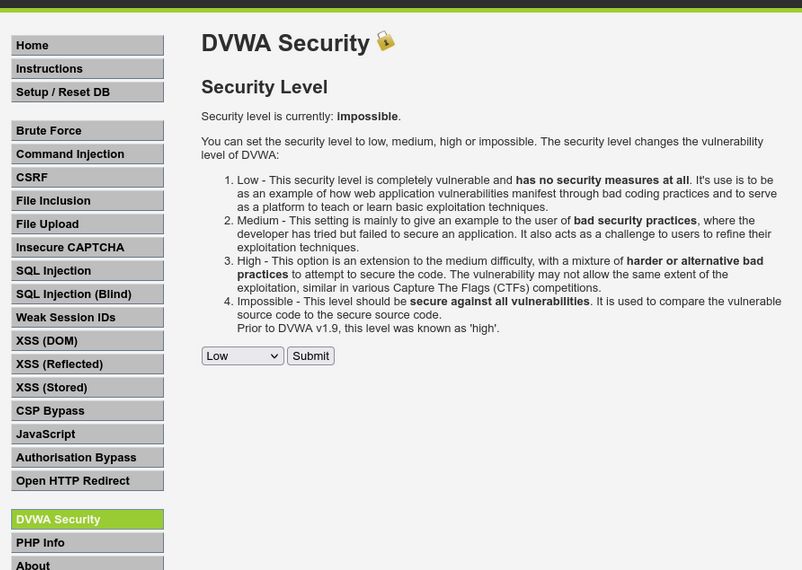 Home
Instructions
Setup / Reset DB
Brute Force
Command Injection
CSRF
File Inclusion
File Upload
Insecure CAPTCHA
SQL Injection
SQL Injection (Blind)
Weak Session IDs
XSS (DOM)
XSS (Reflected)
XSS (Stored)
CSP Bypass
JavaScript
Authorisation Bypass
Open HTTP Redirect
DVWA Security
PHP Info
About
DVWA Security
Security Level
Security level is currently: impossible.
You can set the security level to low, medium, high or impossible. The security level changes the vulnerability
level of DVWA:
1. Low - This security level is completely vulnerable and has no security measures at all. It's use is to be
as an example of how web application vulnerabilities manifest through bad coding practices and to serve
as a platform to teach or learn basic exploitation techniques.
2. Medium - This setting is mainly to give an example to the user of bad security practices, where the
developer has tried but failed to secure an application. It also acts as a challenge to users to refine their
exploitation techniques.
3. High - This option is an extension to the medium difficulty, with a mixture of harder or alternative bad
practices to attempt to secure the code. The vulnerability may not allow the same extent of the
exploitation, similar in various Capture The Flags (CTFs) competitions.
4. Impossible - This level should be secure against all vulnerabilities. It is used to compare the vulnerable
source code to the secure source code.
Prior to DVWA v1.9, this level was known as 'high'.
Low Submit